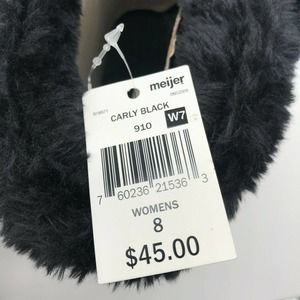 meijer
CARLY BLACK
910 W7
7 60236 21536 3
WOMENS
8
$45.00